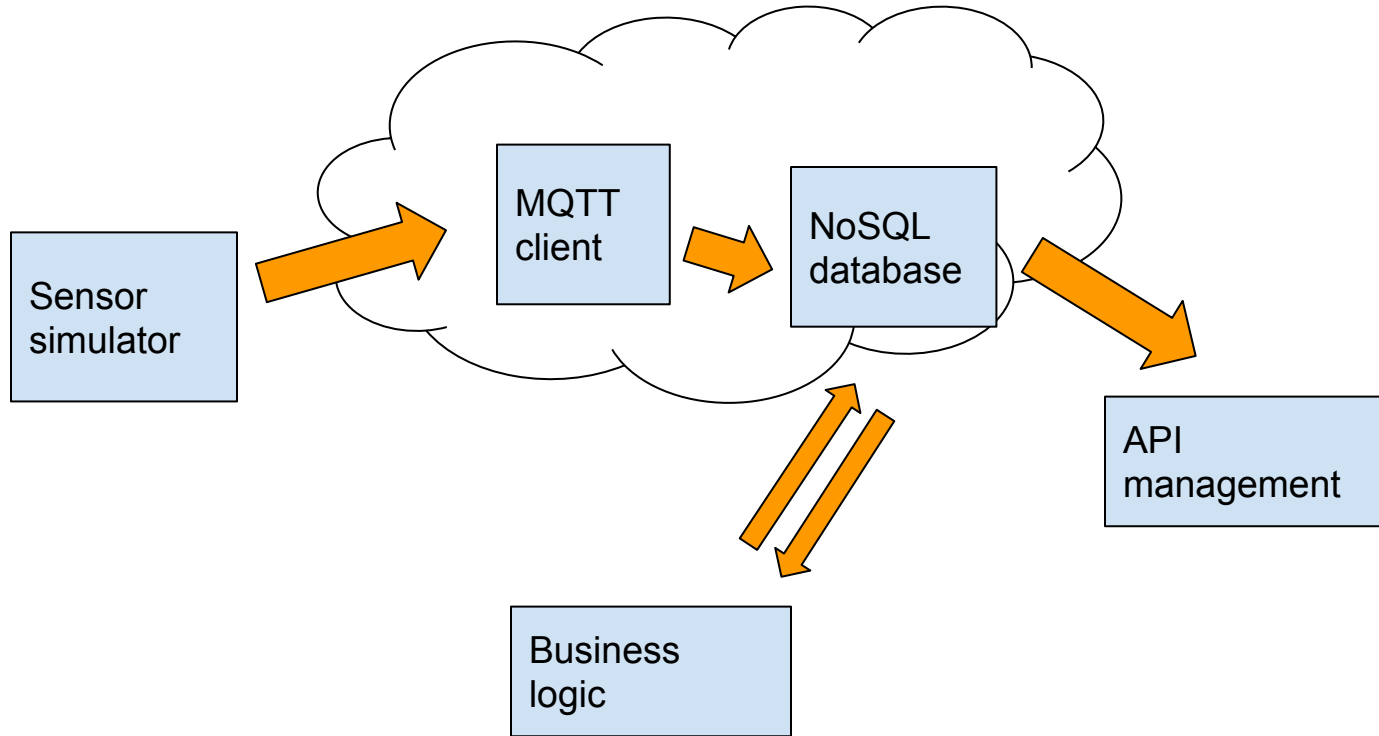 MQTT
client
NoSQL
database
Sensor
simulator
API
management
Business
logic